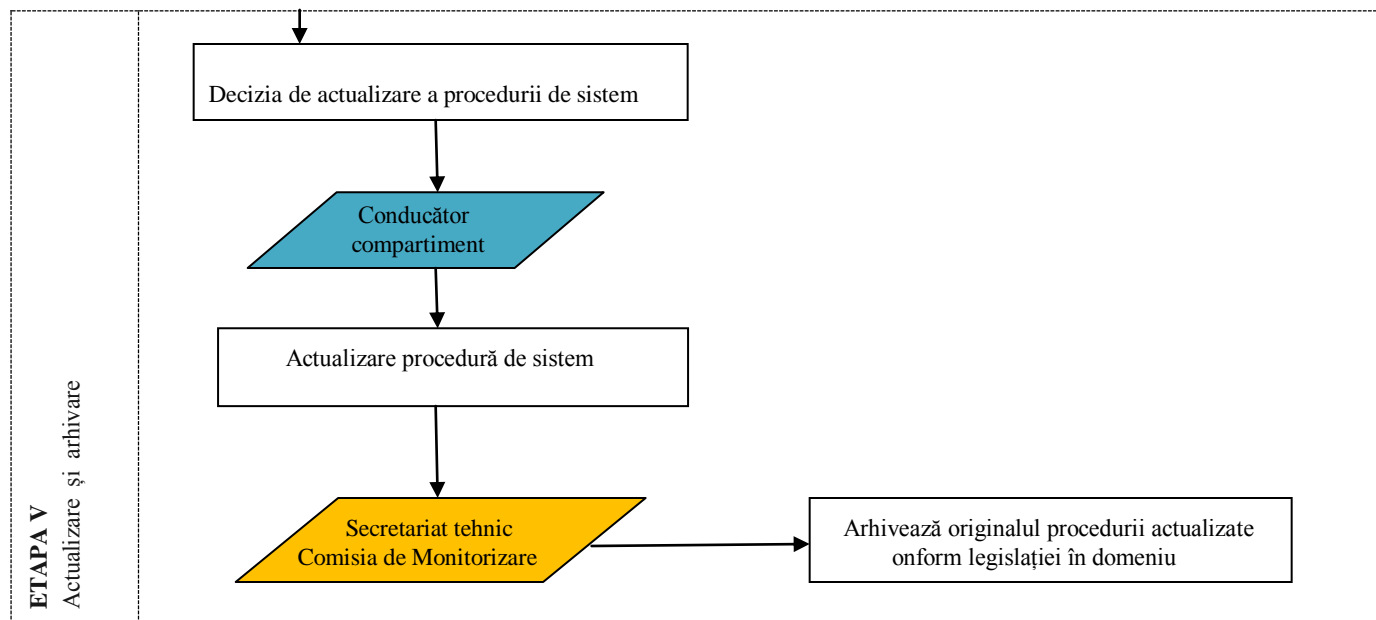 ETAPA V
Actualizare și arhivare
Decizia de actualizare a procedurii de sistem
Conducător
compartiment
Actualizare procedură de sistem
Secretariat tehnic
Comisia de Monitorizare
Arhivează originalul procedurii actualizate
onform legislației în domeniu